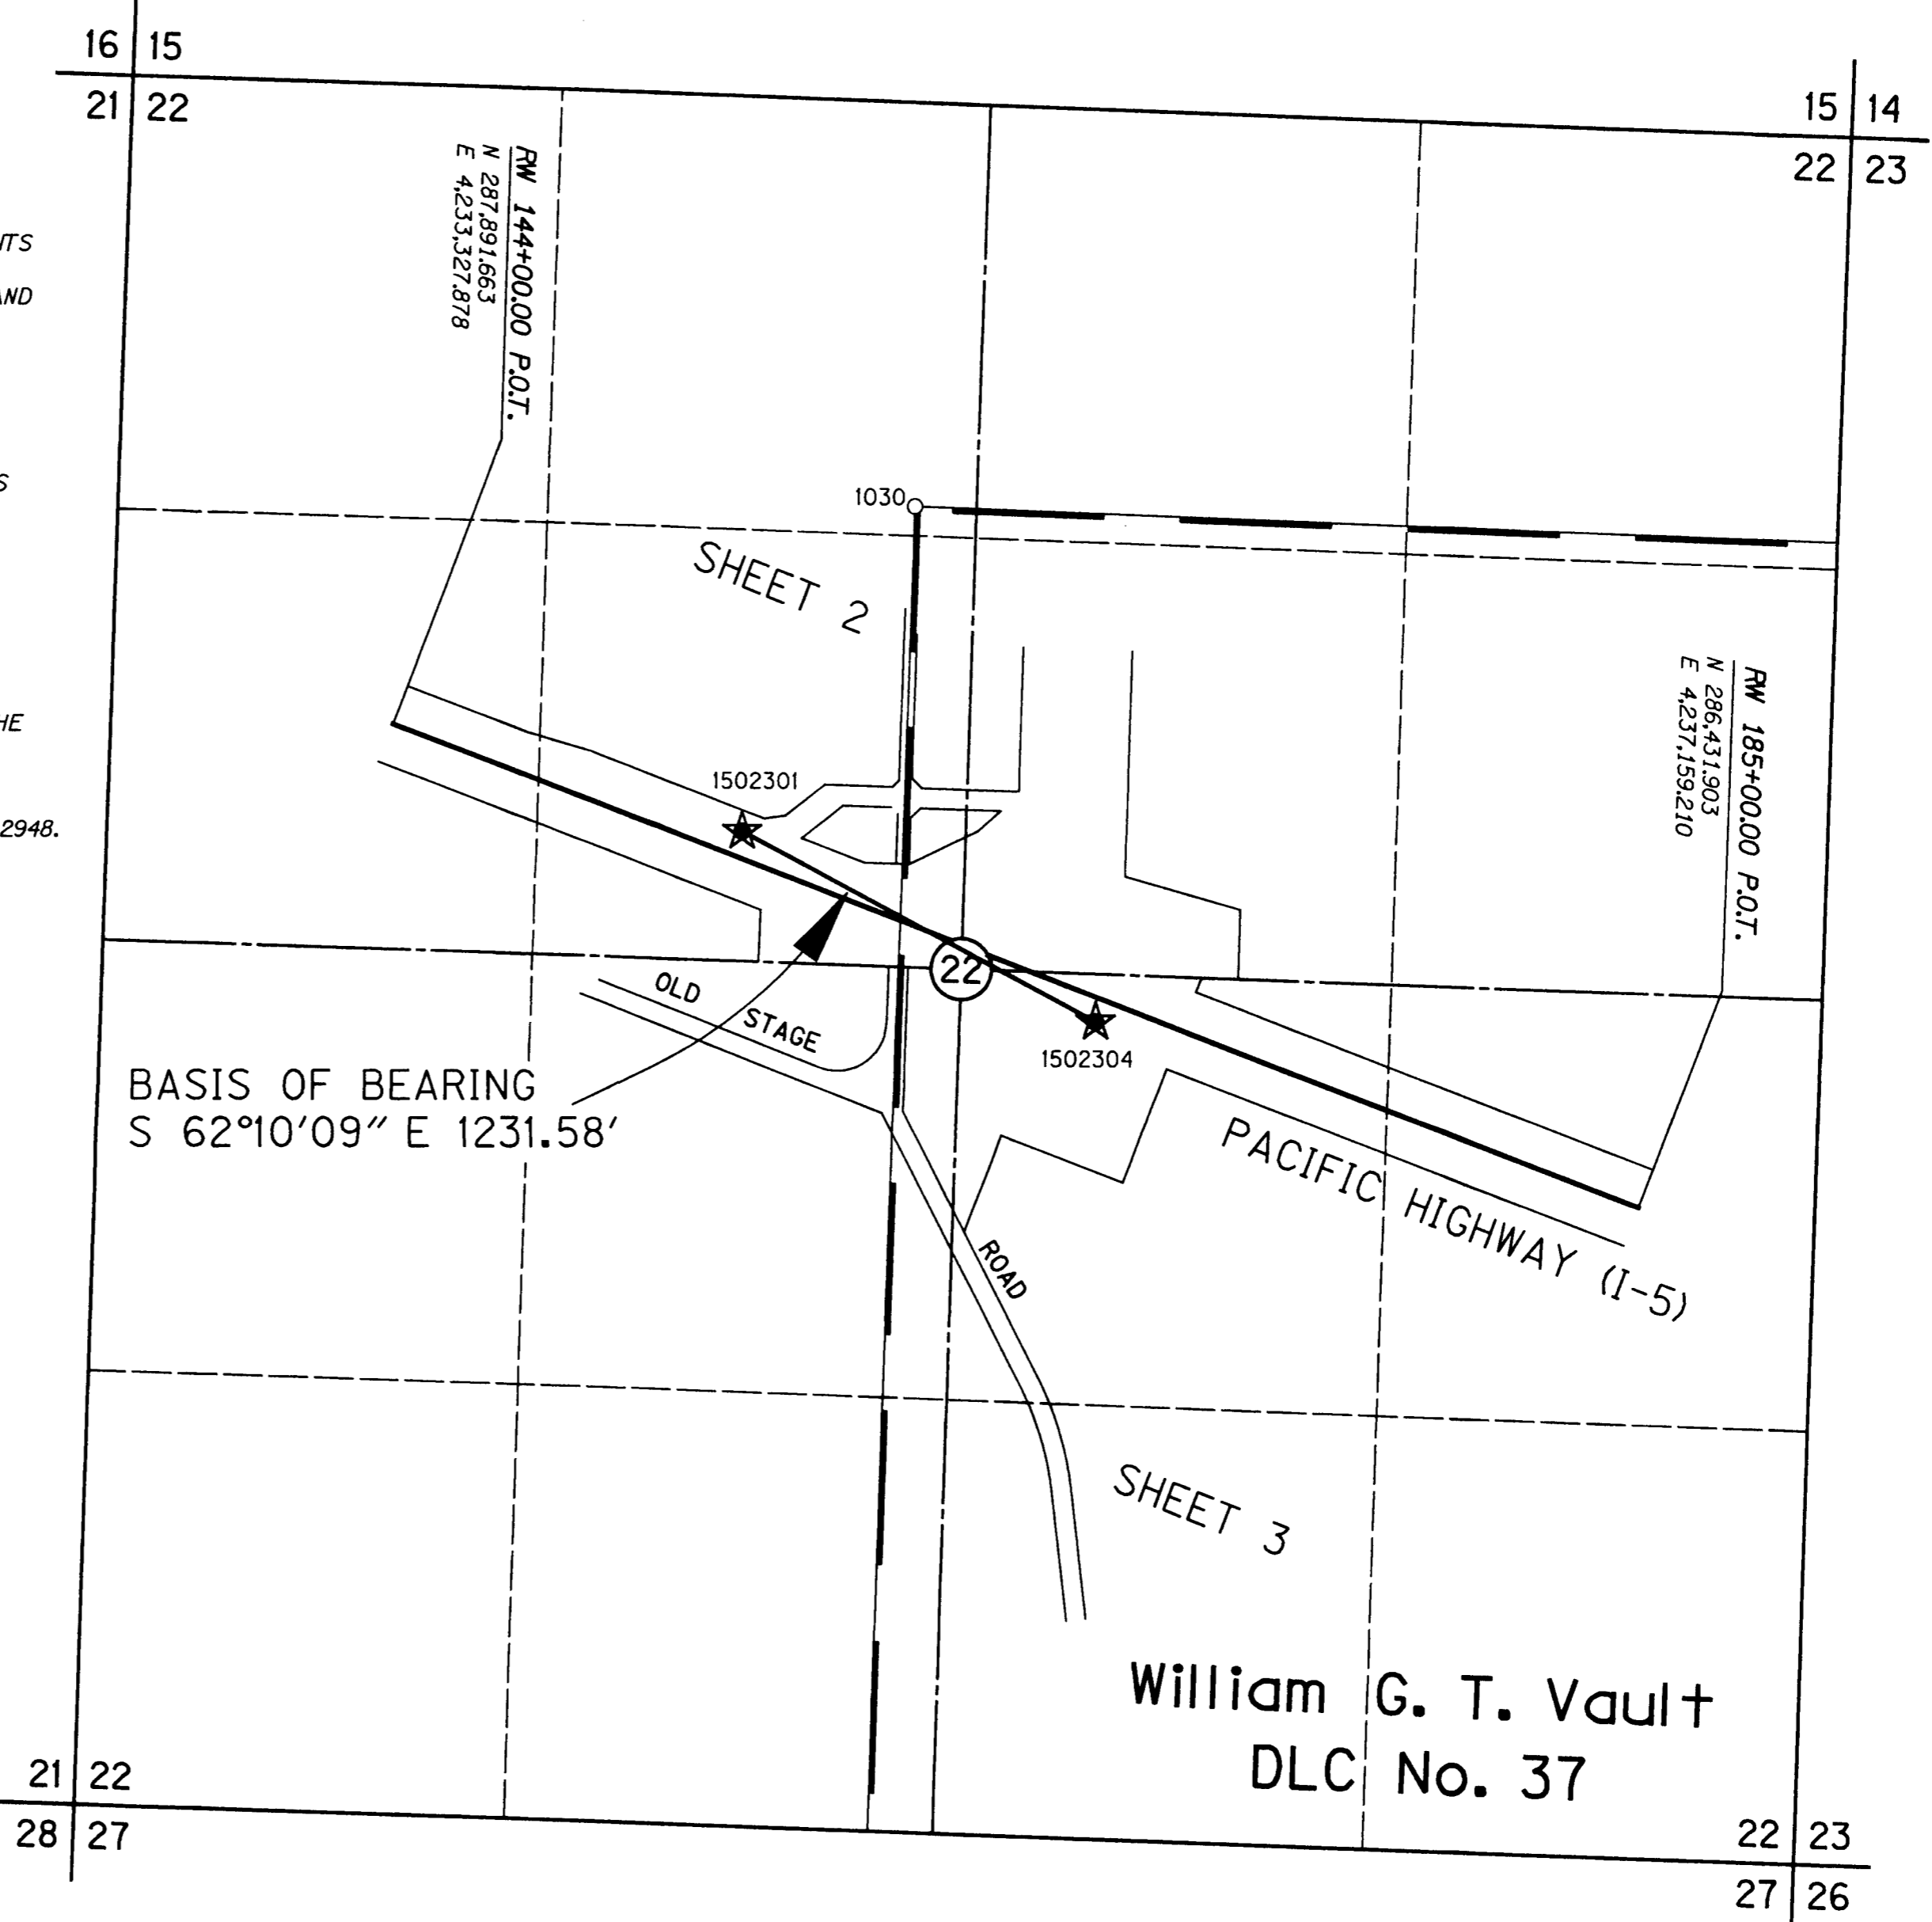 16 15
21 22
15 14
22 23
RW 144+00.00 P.O.T.
N 287,891.663
E 4,233,327.878
AND
S
HE
2948.
1030
SHEET 2
RW 185+00.00 P.O.T.
N 286,431.903
E 4,237,159.210
1502301
22
OLD
STAGE
1502304
BASIS OF BEARING
S 62°10'09" E 1231.58'
PACIFIC HIGHWAY (I-5)
ROAD
SHEET 3
William G. T. Vault
DLC No. 37
21 22
28 27
22 23
27 26